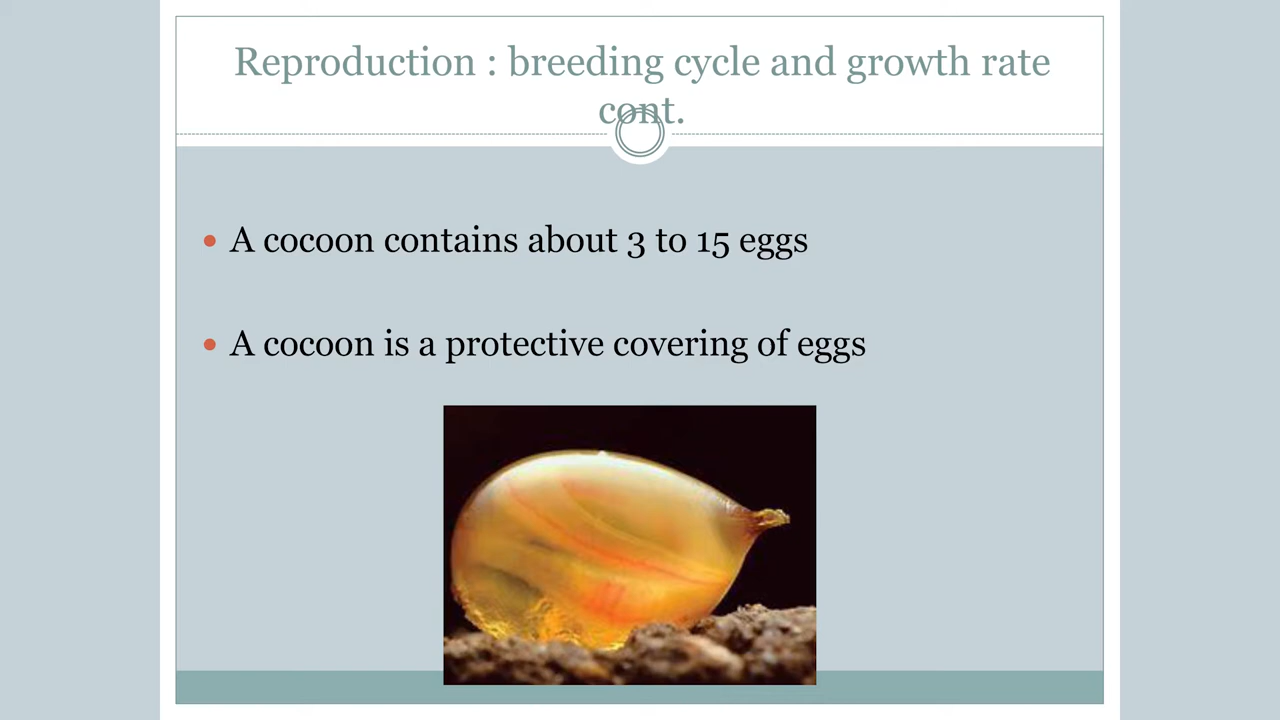 Reproduction : breeding cycle and growth rate
cont.
A cocoon contains about 3 to 15 eggs
A cocoon is a protective covering of eggs